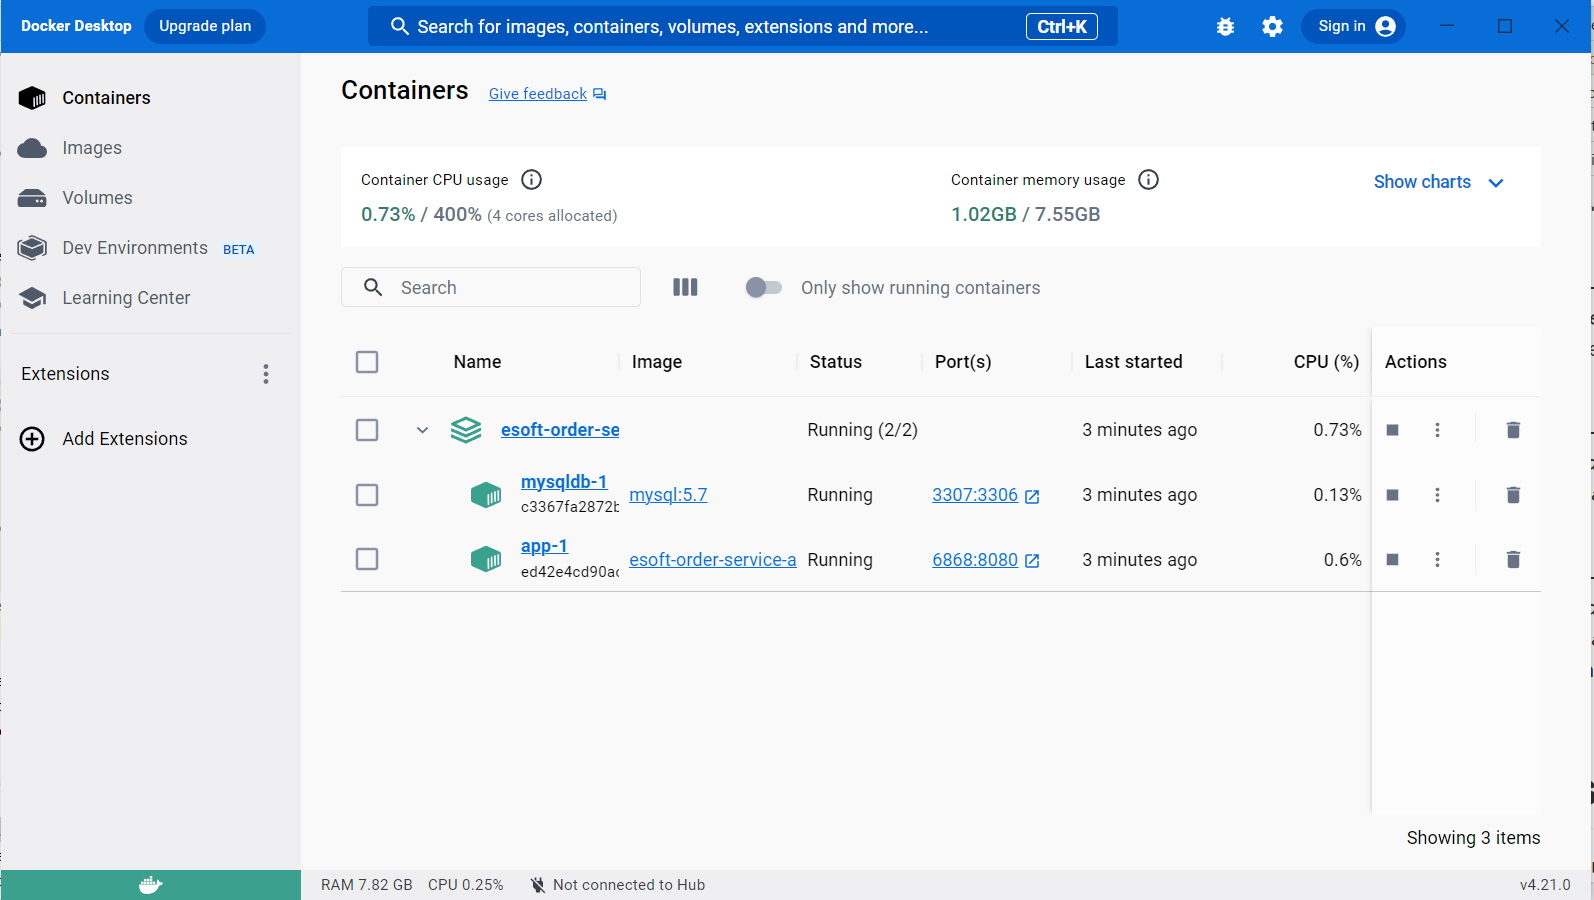 Docker Desktop Upgrade plan Search for images, containers, volumes, extensions and more... Ctrl+K Sign in
Containers
Images
Volumes
Dev Environments BETA
Learning Center
Extensions
Add Extensions
Containers Give feedback
Container CPU usage
0.73% / 400% (4 cores allocated)
Container memory usage
1.02GB / 7.55GB
Show charts
Search Only show running containers
Name Image Status Port(s) Last started CPU (%) Actions
esoft-order-se Running (2/2) 3 minutes ago 0.73%
mysqldb-1
c3367fa2872b mysql:5.7 Running 3307:3306 3 minutes ago 0.13%
app-1
ed42e4cd90ac esoft-order-service-a Running 6868:8080 3 minutes ago 0.6%
Showing 3 items
RAM 7.82 GB CPU 0.25% Not connected to Hub v4.21.0